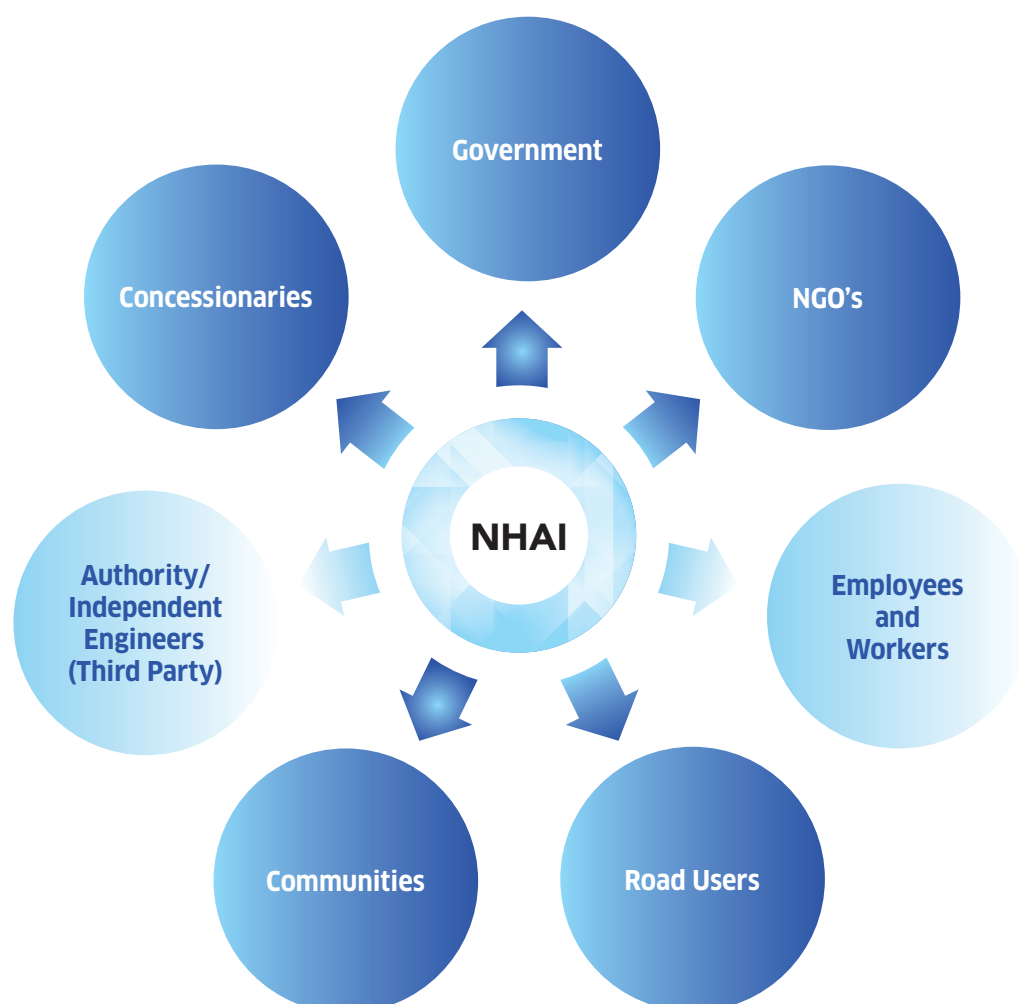 Government
Concessionaries
NGO’s
NHAI
Authority/
Independent
Engineers
(Third Party)
Employees
and
Workers
Communities
Road Users